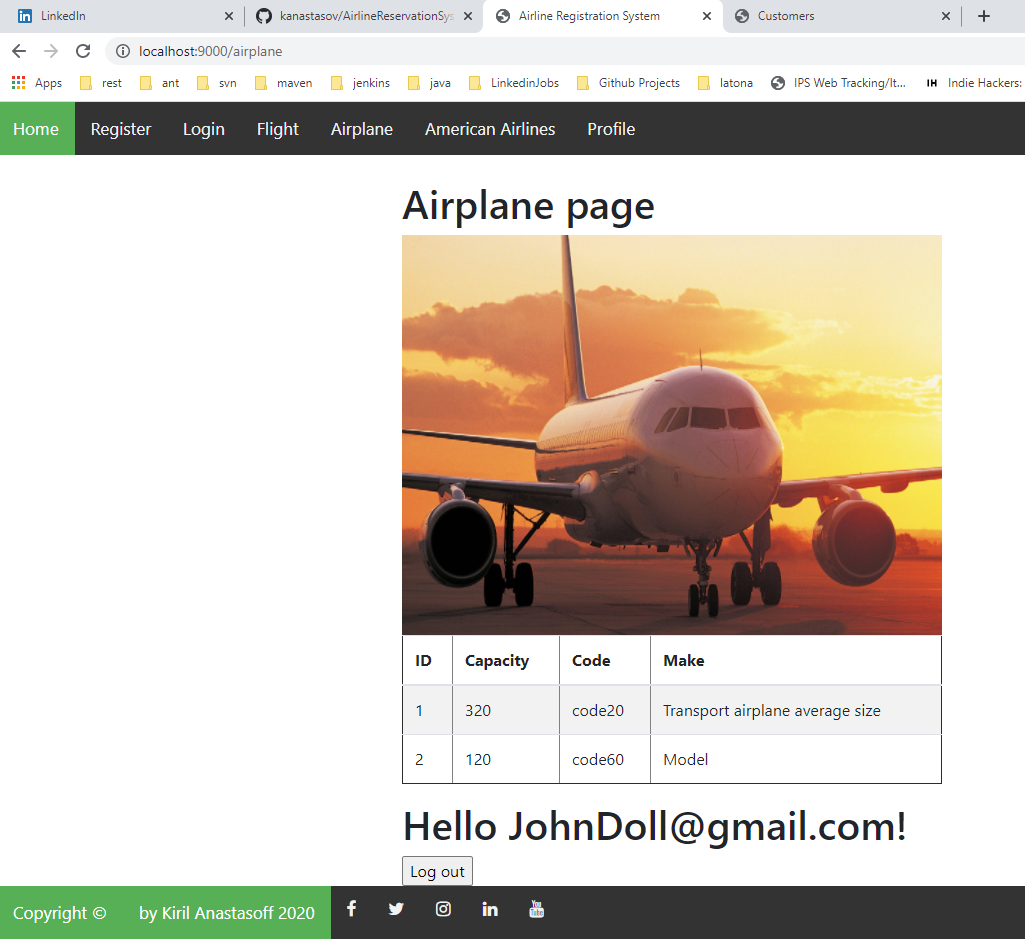 LinkedIn
kanastasov/AirlineReservationSys
Airline Registration System
Customers
localhost:9000/airplane
Apps rest ant svn maven jenkins java LinkedinJobs Github Projects latona IPS Web Tracking/It... IH Indie Hackers:
Home Register Login Flight Airplane American Airlines Profile
Airplane page
ID Capacity Code Make
1 320 code20 Transport airplane average size
2 120 code60 Model
Hello JohnDoll@gmail.com!
Log out
Copyright © by Kiril Anastasoff 2020